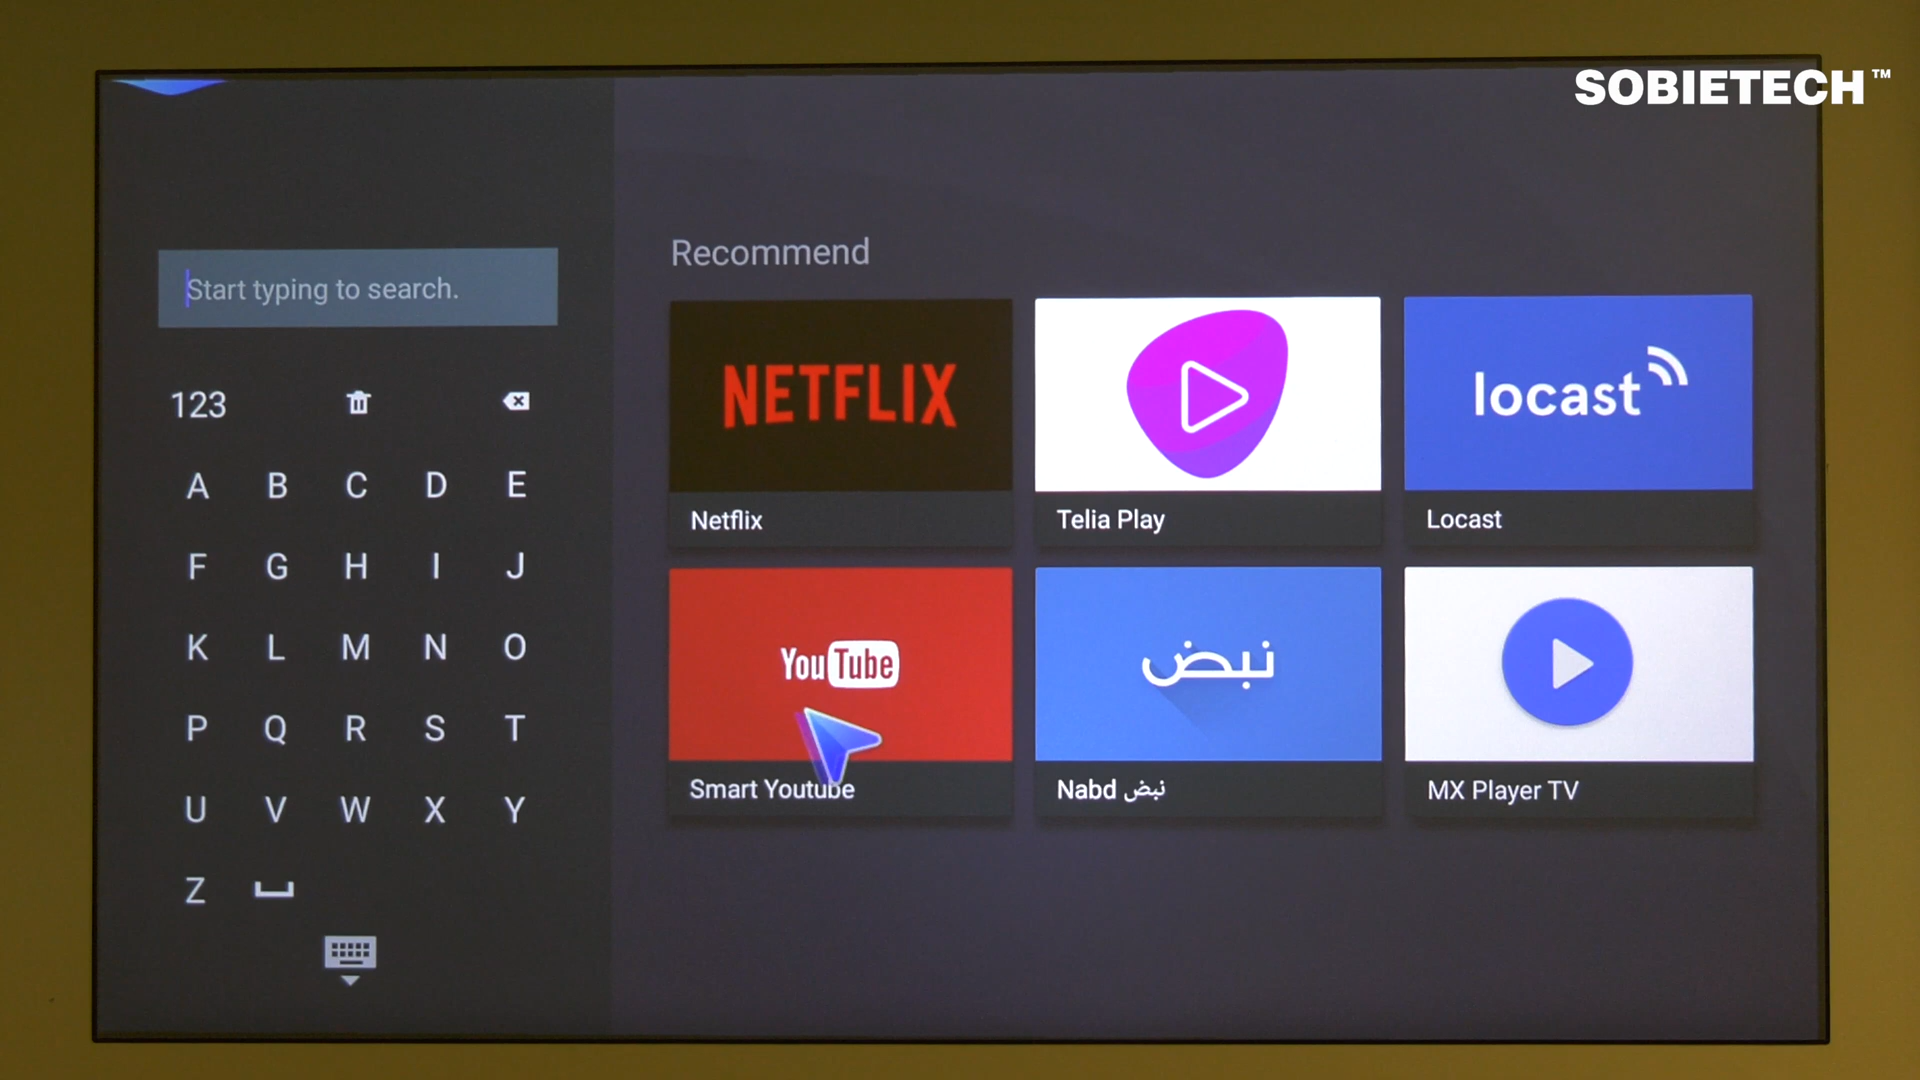 SOBIETECH™
Start typing to search.
123
A B C D E
F G H I J
K L M N O
P Q R S T
U V W X Y
Z
Recommend
NETFLIX
Netflix
Telia Play
locast
Locast
YouTube
Smart Youtube
نبض
Nabd نبض
MX Player TV